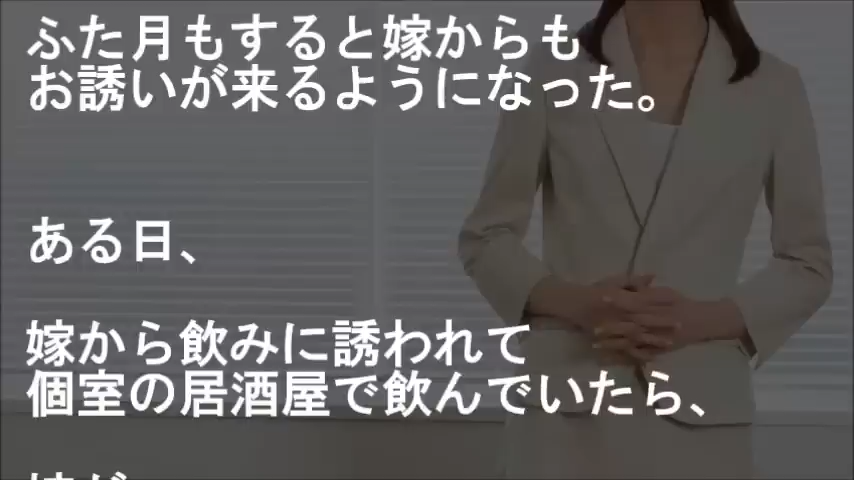 ふた月もすると嫁からも
お誘いが来るようになった。
ある日、
嫁から飲みに誘われて
個室の居酒屋で飲んでいたら、